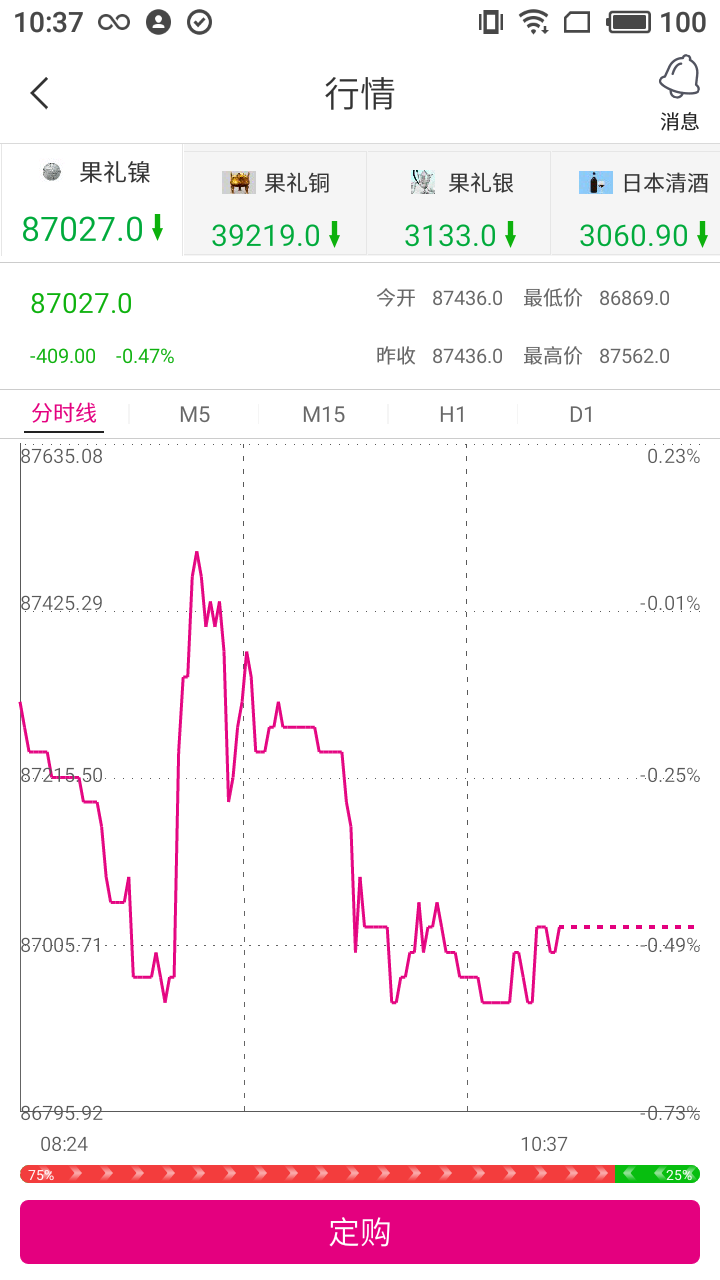 10:37 100
行情
消息
果礼镍 果礼铜 果礼银 日本清酒
87027.0 39219.0 3133.0 3060.90
87027.0 今开 87436.0 最低价 86869.0
-409.00 -0.47% 昨收 87436.0 最高价 87562.0
分时线 M5 M15 H1 D1
87635.08 0.23%
87425.29 -0.01%
87215.50 -0.25%
87005.71 -0.49%
86795.92 -0.73%
08:24 10:37
75% 25%
定购